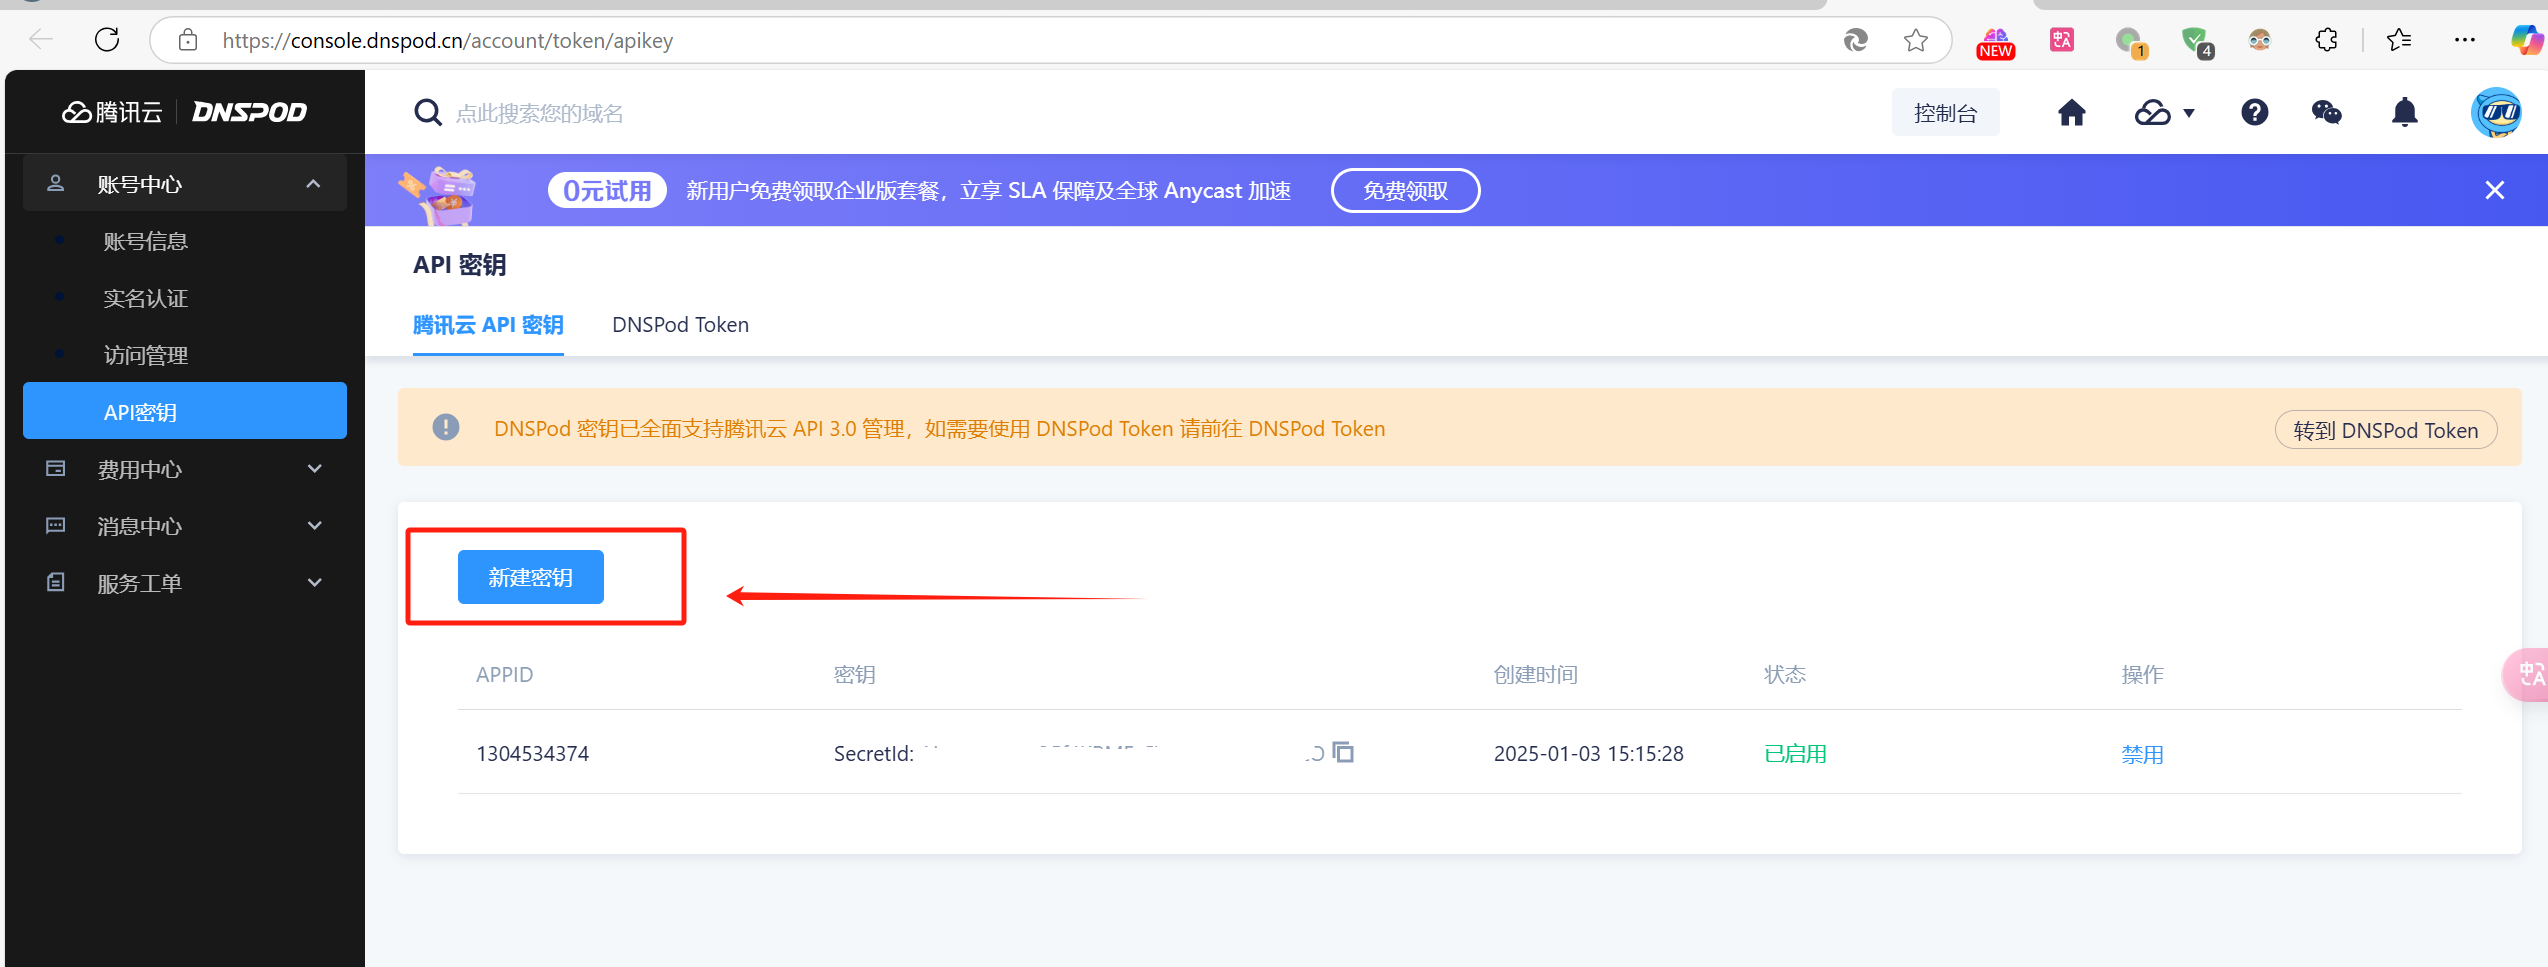 https://console.dnspod.cn/account/token/apikey
NEW
1
4
腾讯云 DNSPOD
点此搜索您的域名
控制台
账号中心
账号信息
实名认证
访问管理
API密钥
费用中心
消息中心
服务工单
0元试用 新用户免费领取企业版套餐，立享 SLA 保障及全球 Anycast 加速 免费领取
API 密钥
腾讯云 API 密钥 DNSPod Token
DNSPod 密钥已全面支持腾讯云 API 3.0 管理，如需要使用 DNSPod Token 请前往 DNSPod Token
转到 DNSPod Token
新建密钥
APPID 密钥 创建时间 状态 操作
1304534374 SecretId: 2025-01-03 15:15:28 已启用 禁用